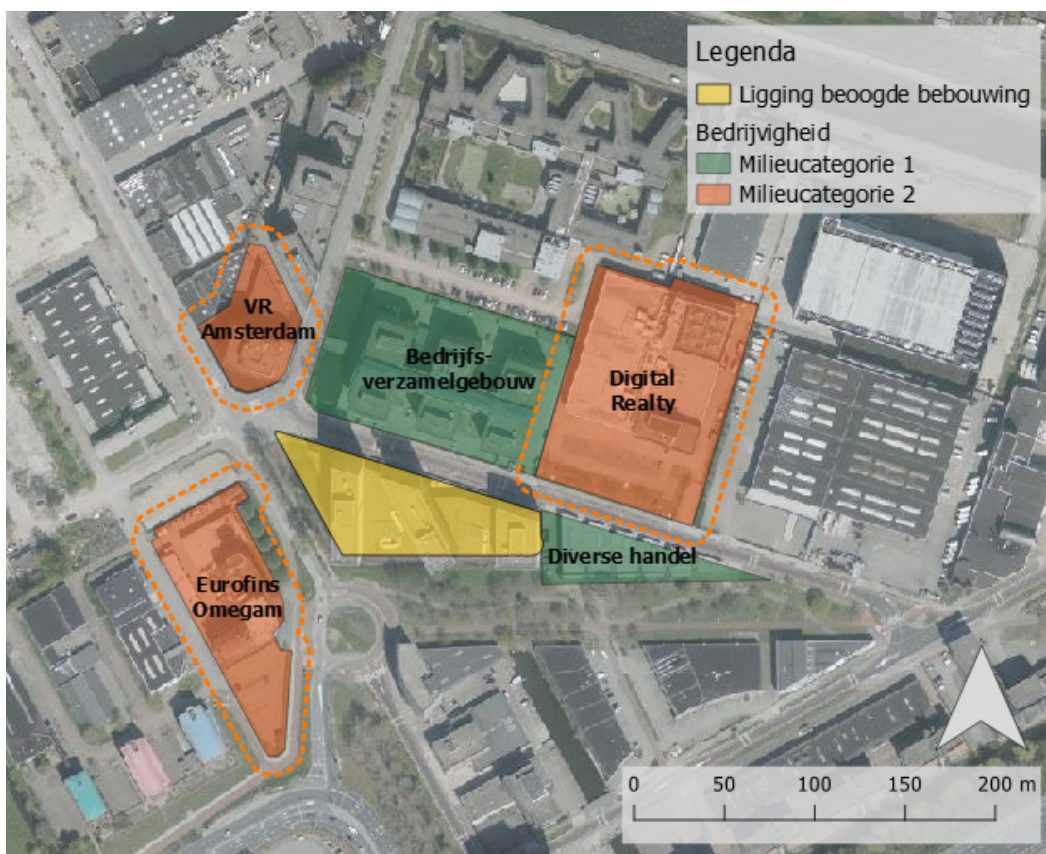 Legenda
Ligging beoogde bebouwing
Bedrijvigheid
Milieucategorie 1
Milieucategorie 2
VR
Amsterdam
Bedrijfs-
verzamelgebouw
Digital
Realty
Diverse handel
Eurofins
Omegam
0 50 100 150 200 m